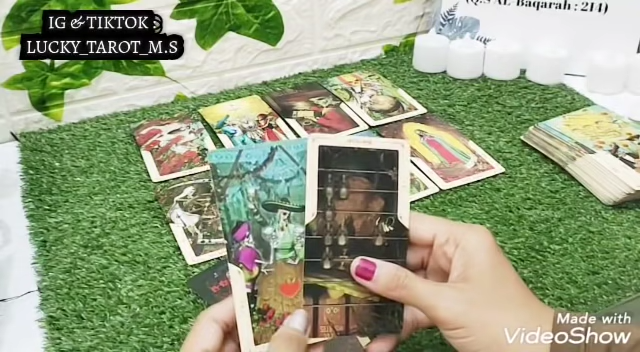 IG & TIKTOK
LUCKY_TAROT_M.S
(Q.S AL-Baqarah : 214)
Made with
VideoShow